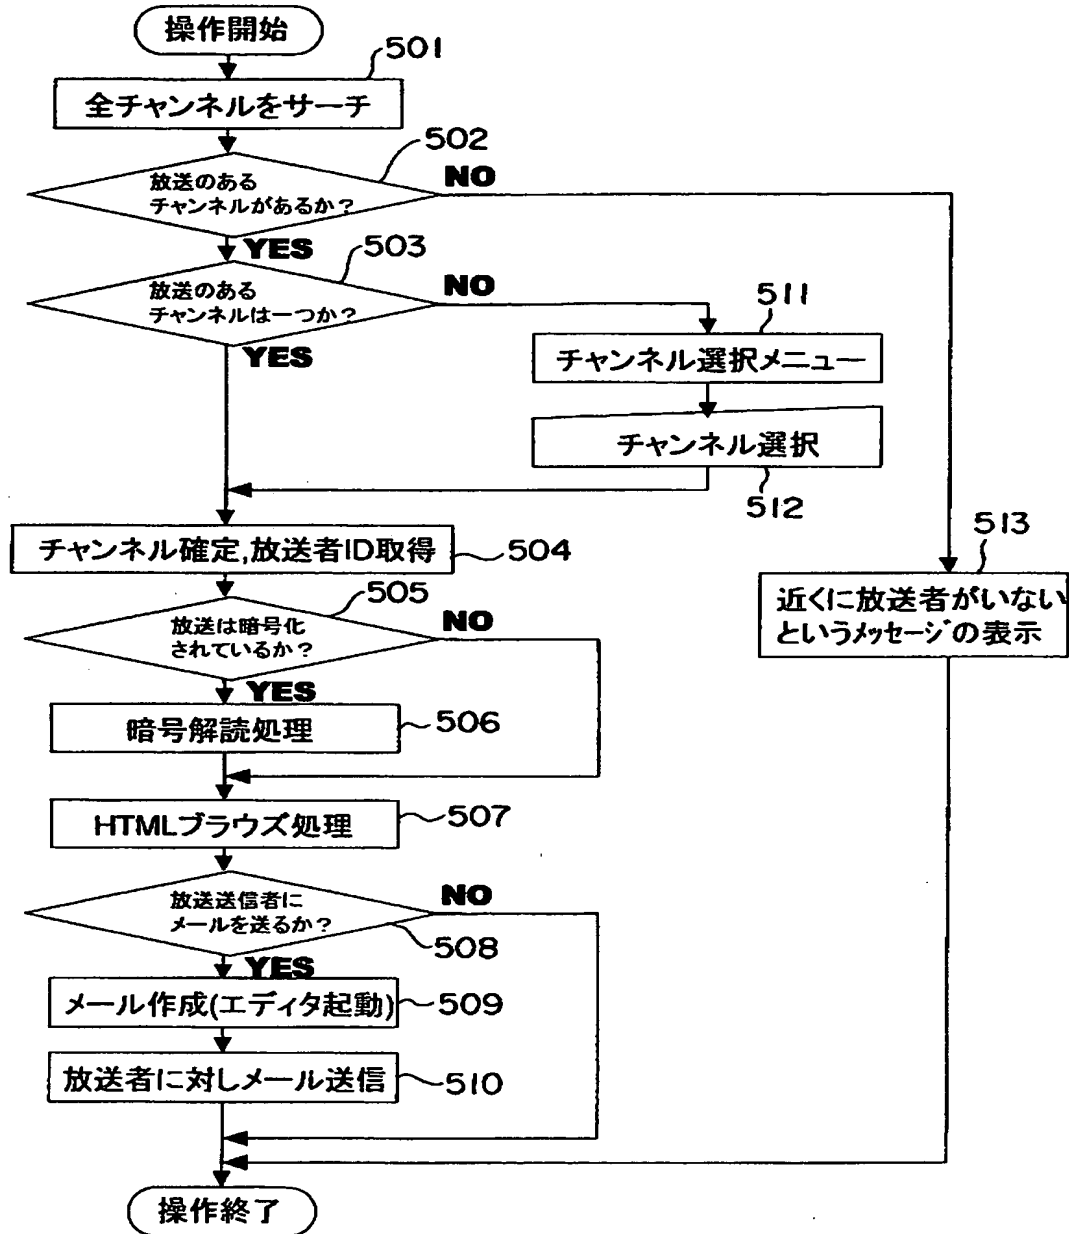 操作開始
501
全チャンネルをサーチ
502
放送のある
チャンネルがあるか?
NO
YES
503
放送のある
チャンネルは一つか?
NO
YES
511
チャンネル選択メニュー
チャンネル選択
512
504
チャンネル確定,放送者ID取得
513
近くに放送者がいない
というメッセージの表示
505
放送は暗号化
されているか?
NO
YES
暗号解読処理
506
HTMLブラウズ処理
507
放送送信者に
メールを送るか?
NO
508
YES
メール作成(エディタ起動)
509
放送者に対しメール送信
510
操作終了